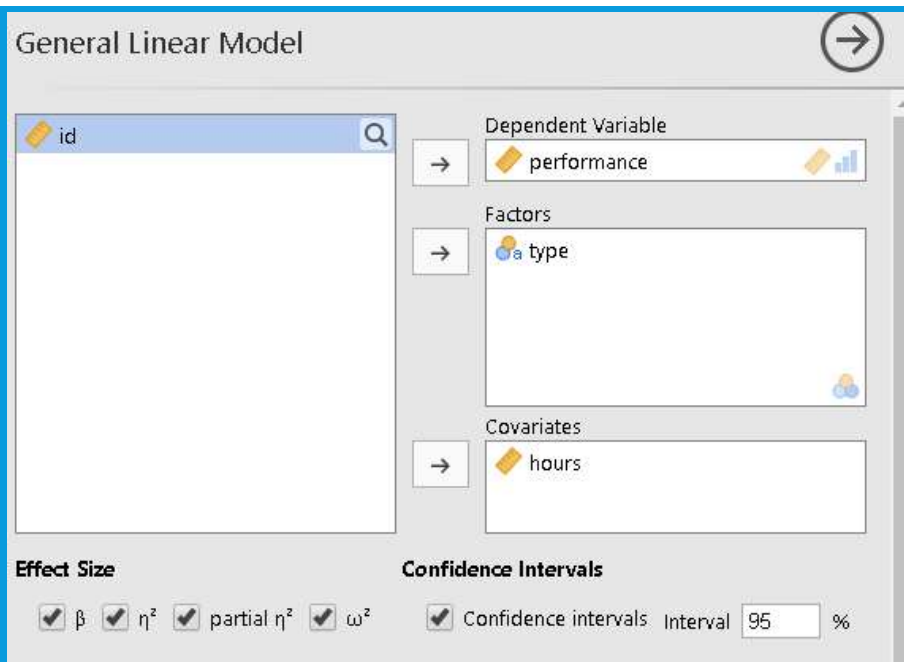 General Linear Model
id
Dependent Variable
performance
Factors
a type
Covariates
hours
Effect Size
Confidence Intervals
β η² partial η² ω²
Confidence intervals Interval 95 %